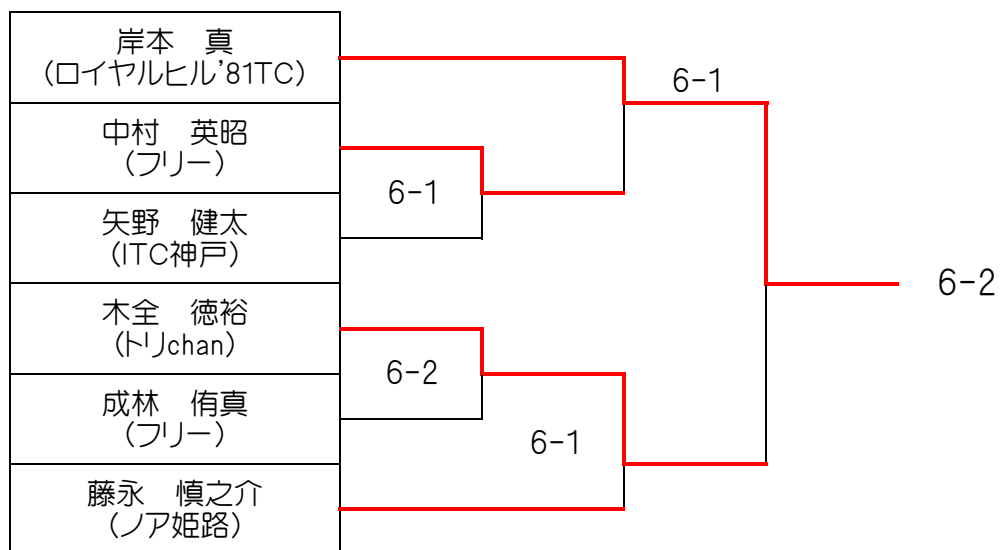 岸本　真
(ロイヤルヒル’81TC)
中村　英昭
(フリー)
矢野　健太
(ITC神戸)
木全　徳裕
(トリchan)
成林　侑真
(フリー)
藤永　慎之介
(ノア姫路)
6-1
6-1
6-2
6-2
6-1